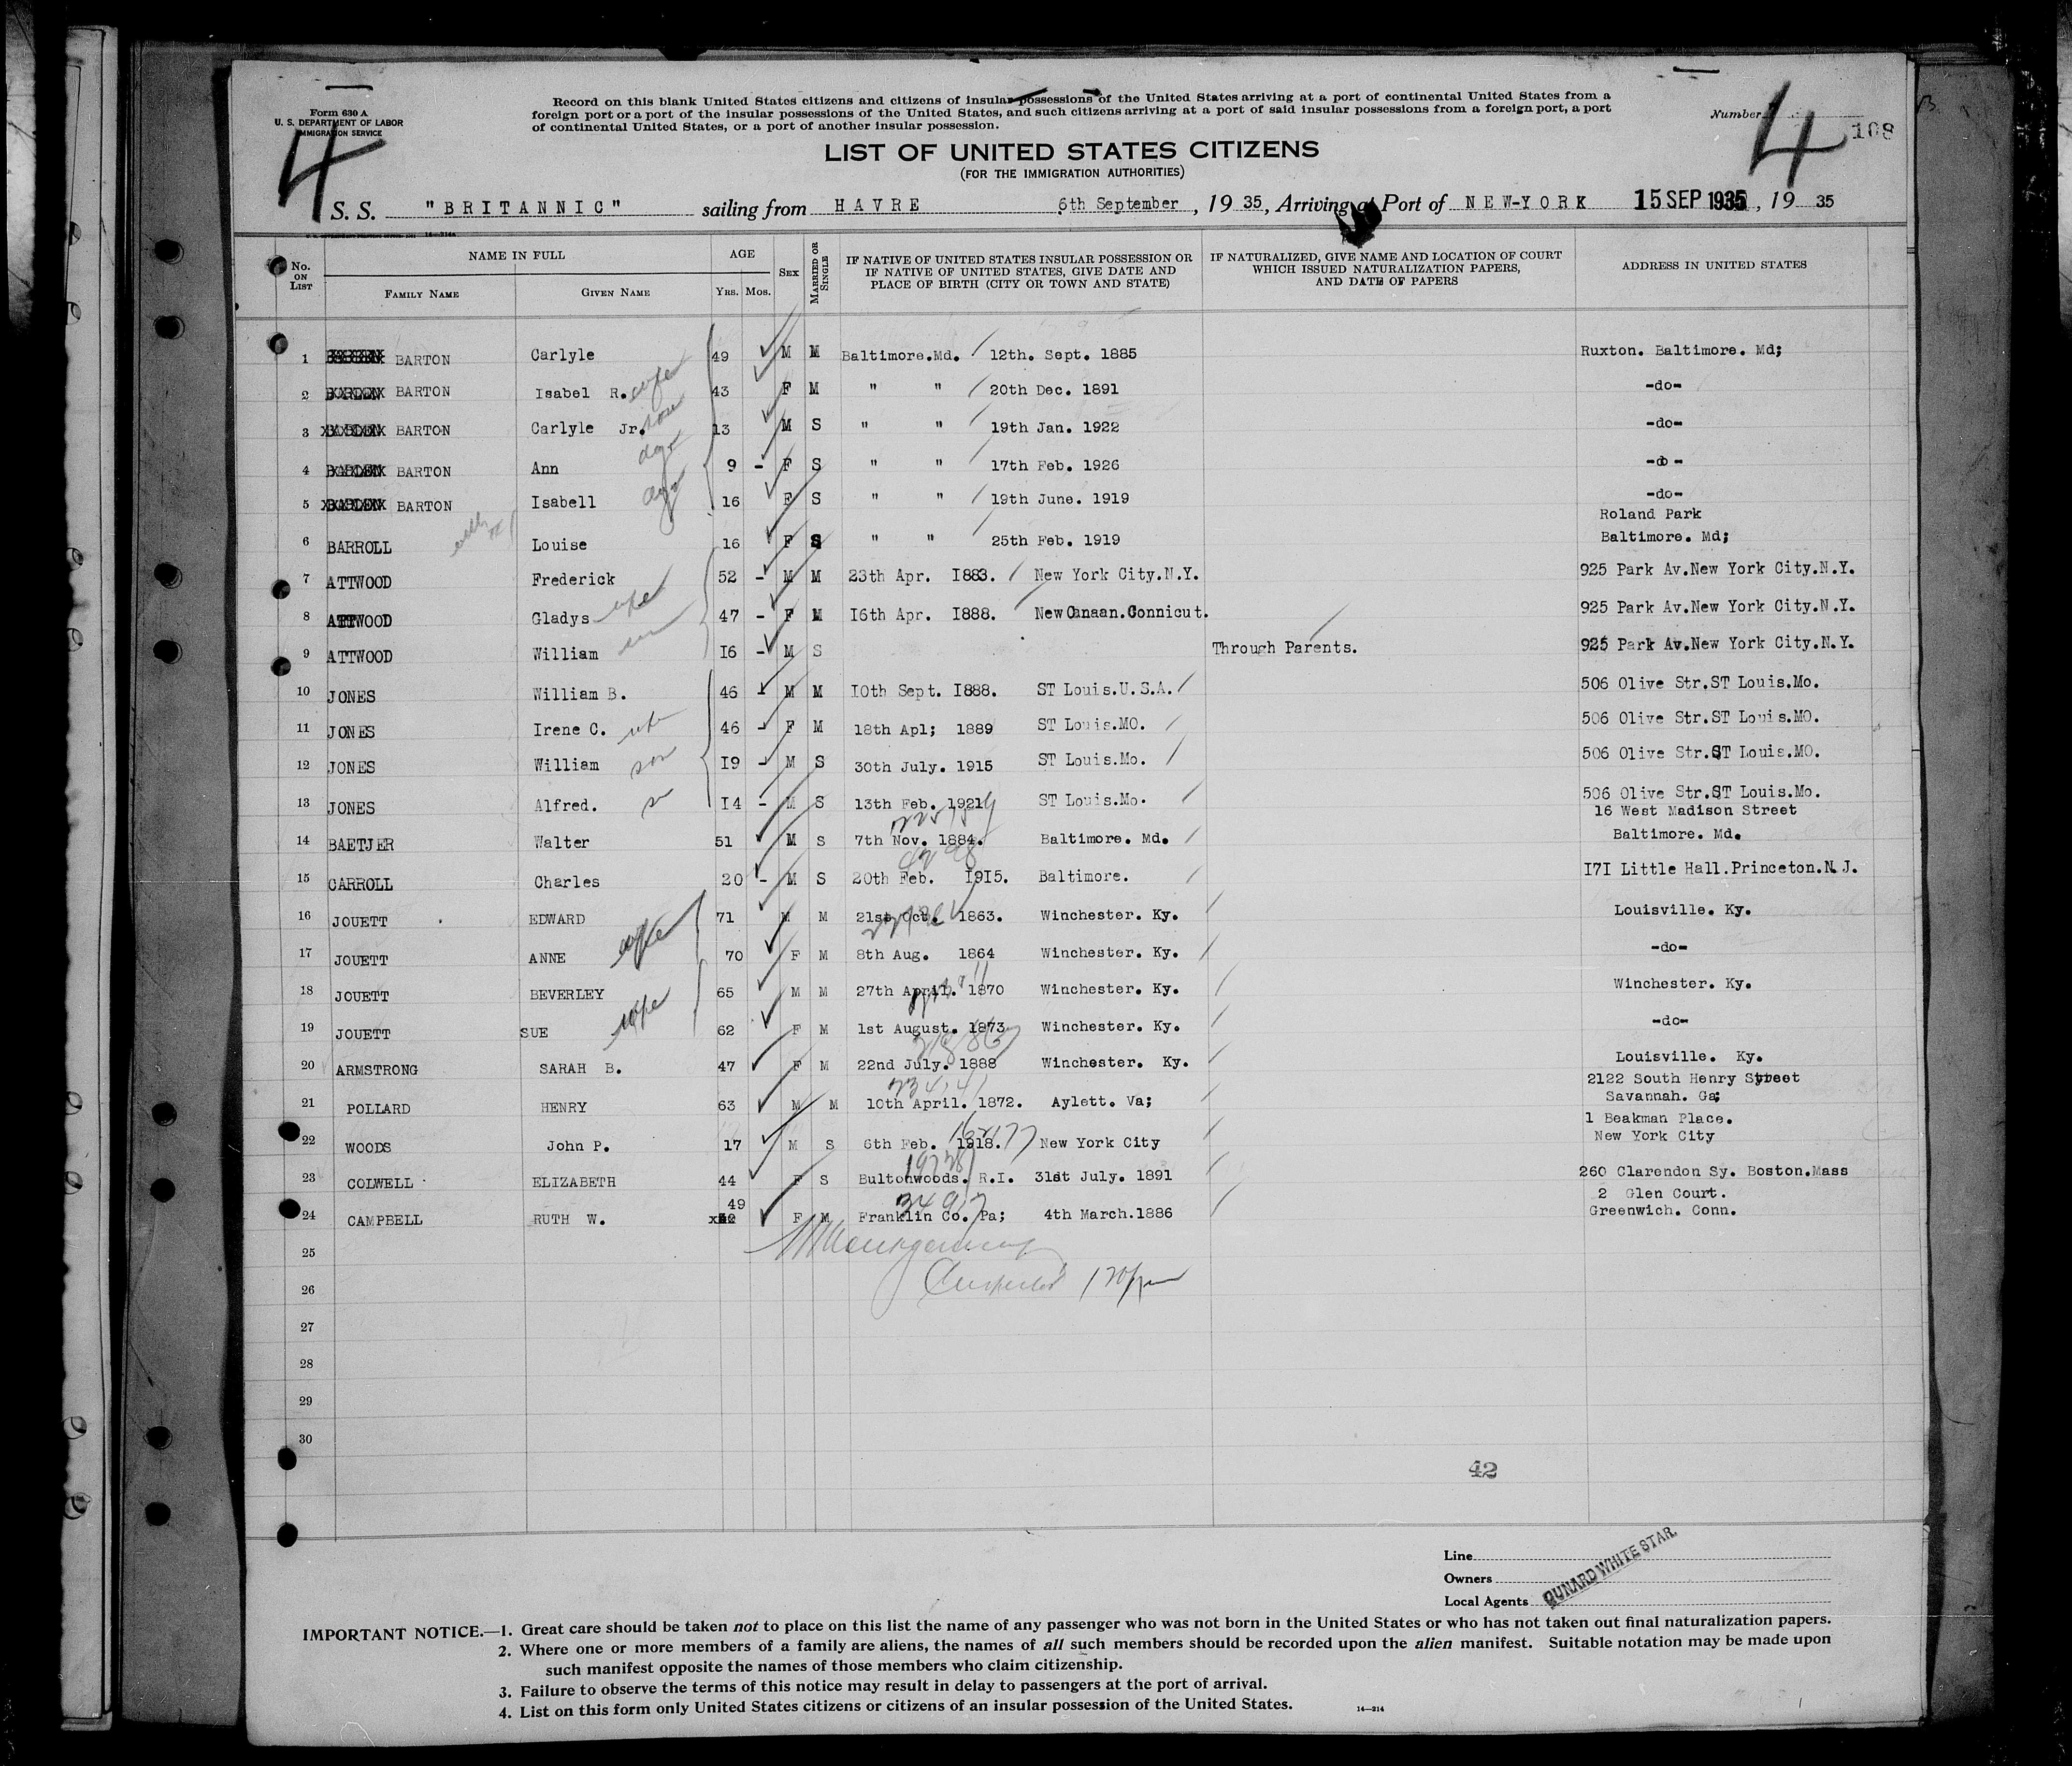 Form 630 A
U. S. DEPARTMENT OF LABOR
IMMIGRATION SERVICE
4
Record on this blank United States citizens and citizens of insular possessions of the United States arriving at a port of continental United States from a
foreign port or a port of the insular possessions of the United States, and such citizens arriving at a port of said insular possessions from a foreign port, a port
of continental United States, or a port of another insular possession.
Number 4 108
LIST OF UNITED STATES CITIZENS
(FOR THE IMMIGRATION AUTHORITIES)
S. S. "BRITANNIC" sailing from HAVRE 6th September, 19 35, Arriving at Port of NEW-YORK 15 SEP 1935, 19 35
No. ON LIST NAME IN FULL FAMILY NAME GIVEN NAME AGE YRS. MOS. SEX MARRIED OR SINGLE IF NATIVE OF UNITED STATES INSULAR POSSESSION OR IF NATIVE OF UNITED STATES, GIVE DATE AND PLACE OF BIRTH (CITY OR TOWN AND STATE) IF NATURALIZED, GIVE NAME AND LOCATION OF COURT WHICH ISSUED NATURALIZATION PAPERS, AND DATE OF PAPERS ADDRESS IN UNITED STATES
1 BARTON Carlyle 49 M M Baltimore.Md. 12th. Sept. 1885 Ruxton. Baltimore. Md;
2 BARTON Isabel R. wife 43 F M " " 20th Dec. 1891 -do-
3 BARTON Carlyle Jr. son 13 M S " " 19th Jan. 1922 -do-
4 BARTON Ann 9 - F S " " 17th Feb. 1926 -do-
5 BARTON Isabell 16 F S " " 19th June. 1919 -do-
6 BARROLL Louise 16 F S " " 25th Feb. 1919 Roland Park Baltimore. Md;
7 ATTWOOD Frederick 52 - M M 23th Apr. I883. New York City.N.Y. 925 Park Av.New York City.N.Y.
8 ATTWOOD Gladys wife 47 - F M I6th Apr. I888. New Canaan.Connicut. 925 Park Av.New York City.N.Y.
9 ATTWOOD William I6 - M S Through Parents. 925 Park Av.New York City.N.Y.
10 JONES William B. 46 - M M I0th Sept. I888. ST Louis.U.S.A. 506 Olive Str.ST Louis.Mo.
11 JONES Irene C. wife 46 - F M 18th Apl; 1889 ST Louis.MO. 506 Olive Str.ST Louis.MO.
12 JONES William son I9 - M S 30th July. 1915 ST Louis.Mo. 506 Olive Str.ST Louis.MO.
13 JONES Alfred. I4 - M S 13th Feb. 1921 ST Louis.Mo. 506 Olive Str.ST Louis.Mo.
14 BAETJER Walter 51 M S 7th Nov. 1884. Baltimore. Md. 16 West Madison Street Baltimore. Md.
15 CARROLL Charles 20 - M S 20th Feb. I9I5. Baltimore. I7I Little Hall.Princeton.N.J.
16 JOUETT EDWARD 71 M M 21st Oct. 1863. Winchester. Ky. Louisville. Ky.
17 JOUETT ANNE wife 70 F M 8th Aug. 1864 Winchester. Ky. -do-
18 JOUETT BEVERLEY 65 M M 27th April. 1870 Winchester. Ky. Winchester. Ky.
19 JOUETT SUE wife 62 F M 1st August. 1873 Winchester. Ky. -do-
20 ARMSTRONG SARAH B. 47 F M 22nd July. 1888 Winchester. Ky. Louisville. Ky.
21 POLLARD HENRY 63 M M 10th April. 1872. Aylett. Va; 2122 South Henry Street Savannah. Ga;
22 WOODS John P. 17 M S 6th Feb. 1918. New York City 1 Beakman Place. New York City
23 COLWELL ELIZABETH 44 F S Bultonwoods. R.I. 31st July. 1891 260 Clarendon Sy. Boston.Mass
24 CAMPBELL RUTH W. 49 F M Franklin Co. Pa; 4th March.1886 2 Glen Court. Greenwich. Conn.
25
26
27
28
29
30
42
Line
Owners
Local Agents CUNARD WHITE STAR.
IMPORTANT NOTICE.—1. Great care should be taken not to place on this list the name of any passenger who was not born in the United States or who has not taken out final naturalization papers.
2. Where one or more members of a family are aliens, the names of all such members should be recorded upon the alien manifest. Suitable notation may be made upon
such manifest opposite the names of those members who claim citizenship.
3. Failure to observe the terms of this notice may result in delay to passengers at the port of arrival.
4. List on this form only United States citizens or citizens of an insular possession of the United States.
14—314